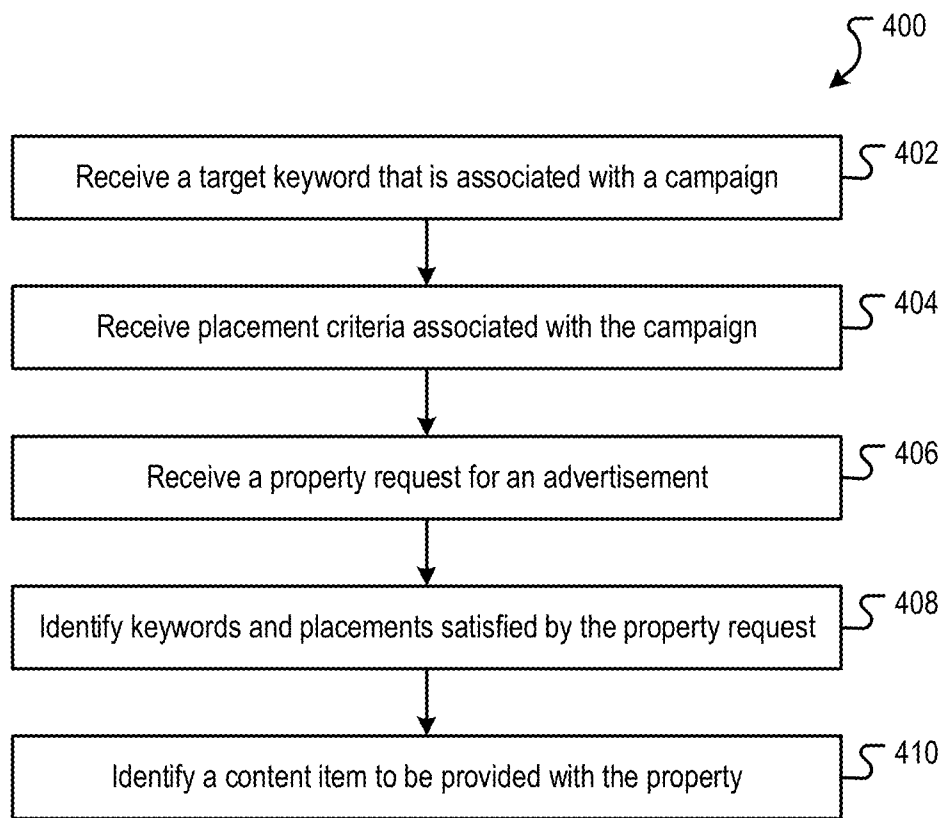 400
Receive a target keyword that is associated with a campaign
402
Receive placement criteria associated with the campaign
404
Receive a property request for an advertisement
406
Identify keywords and placements satisfied by the property request
408
Identify a content item to be provided with the property
410